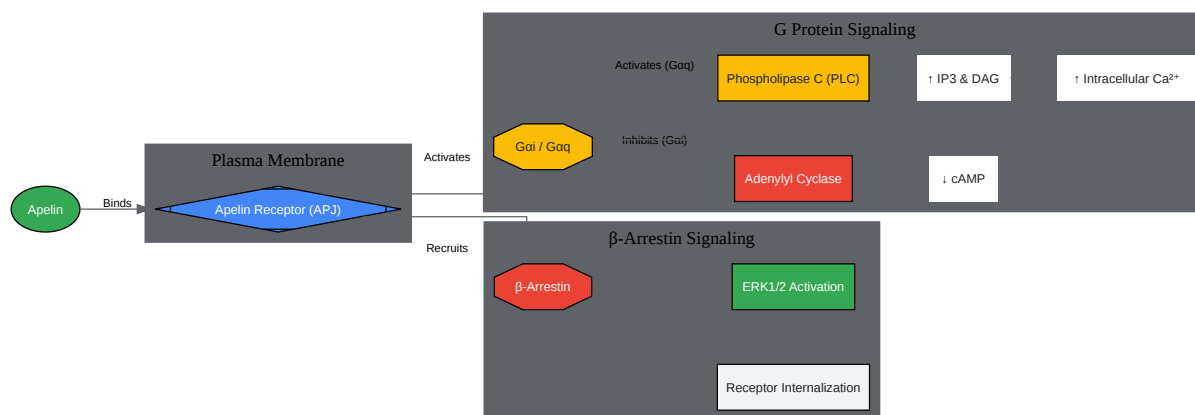 G Protein Signaling
Activates (Gαq)
Phospholipase C (PLC)
↑ IP3 & DAG
↑ Intracellular Ca²⁺
Inhibits (Gαi)
Gαi / Gαq
Plasma Membrane
Activates
Adenylyl Cyclase
↓ cAMP
Apelin
Binds
Apelin Receptor (APJ)
Recruits
β-Arrestin Signaling
β-Arrestin
ERK1/2 Activation
Receptor Internalization